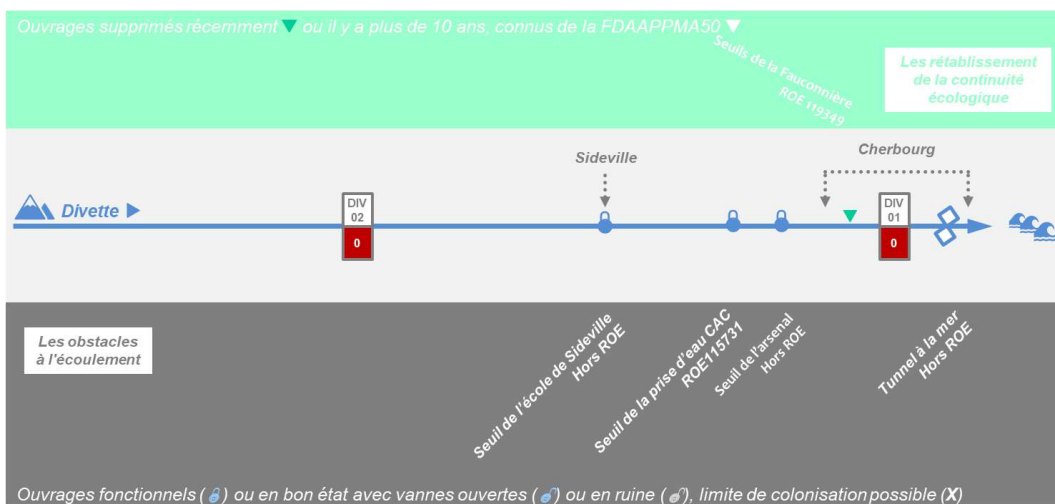 Ouvrages supprimés récemment ou il y a plus de 10 ans, connus de la FDAAPPMA50
Seuils de la Fauconnière
ROE 119349
Les rétablissement
de la continuité
écologique
Sideville
Cherbourg
Divette
DIV
02
0
DIV
01
0
Les obstacles
à l'écoulement
Seuil de l'école de Sideville
Hors ROE
Seuil de la prise d'eau CAC
ROE115731
Seuil de l'arsenal
Hors ROE
Tunnel à la mer
Hors ROE
Ouvrages fonctionnels ( ) ou en bon état avec vannes ouvertes ( ) ou en ruine ( ), limite de colonisation possible (X)